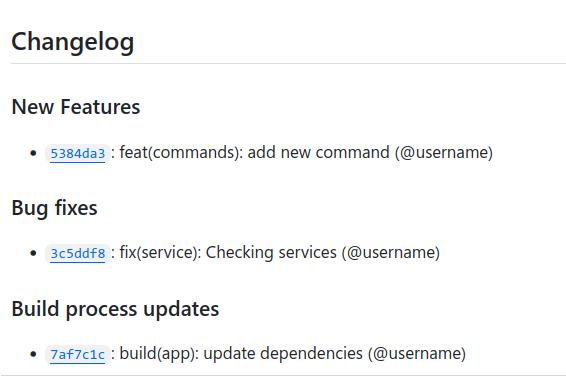 Changelog
New Features
5384da3: feat(commands): add new command (@username)
Bug fixes
3c5ddf8: fix(service): Checking services (@username)
Build process updates
7af7c1c: build(app): update dependencies (@username)